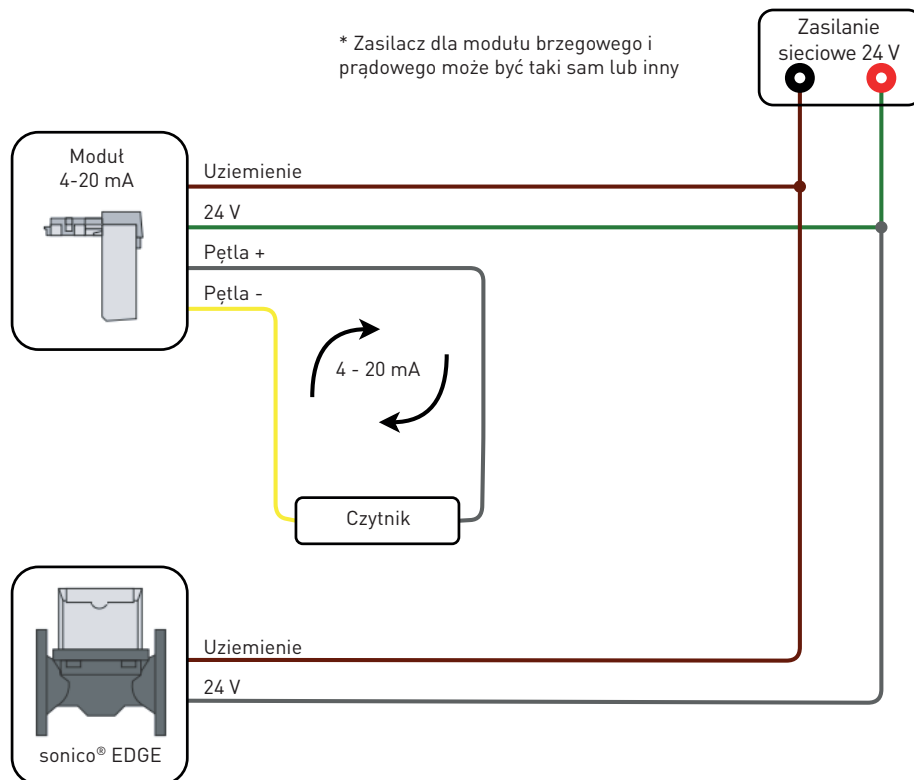 * Zasilacz dla modułu brzegowego i
prądowego może być taki sam lub inny
Zasilanie
sieciowe 24 V
Moduł
4-20 mA
Uziemienie
24 V
Pętla +
Pętla -
4 - 20 mA
Czytnik
Uziemienie
24 V
sonico® EDGE